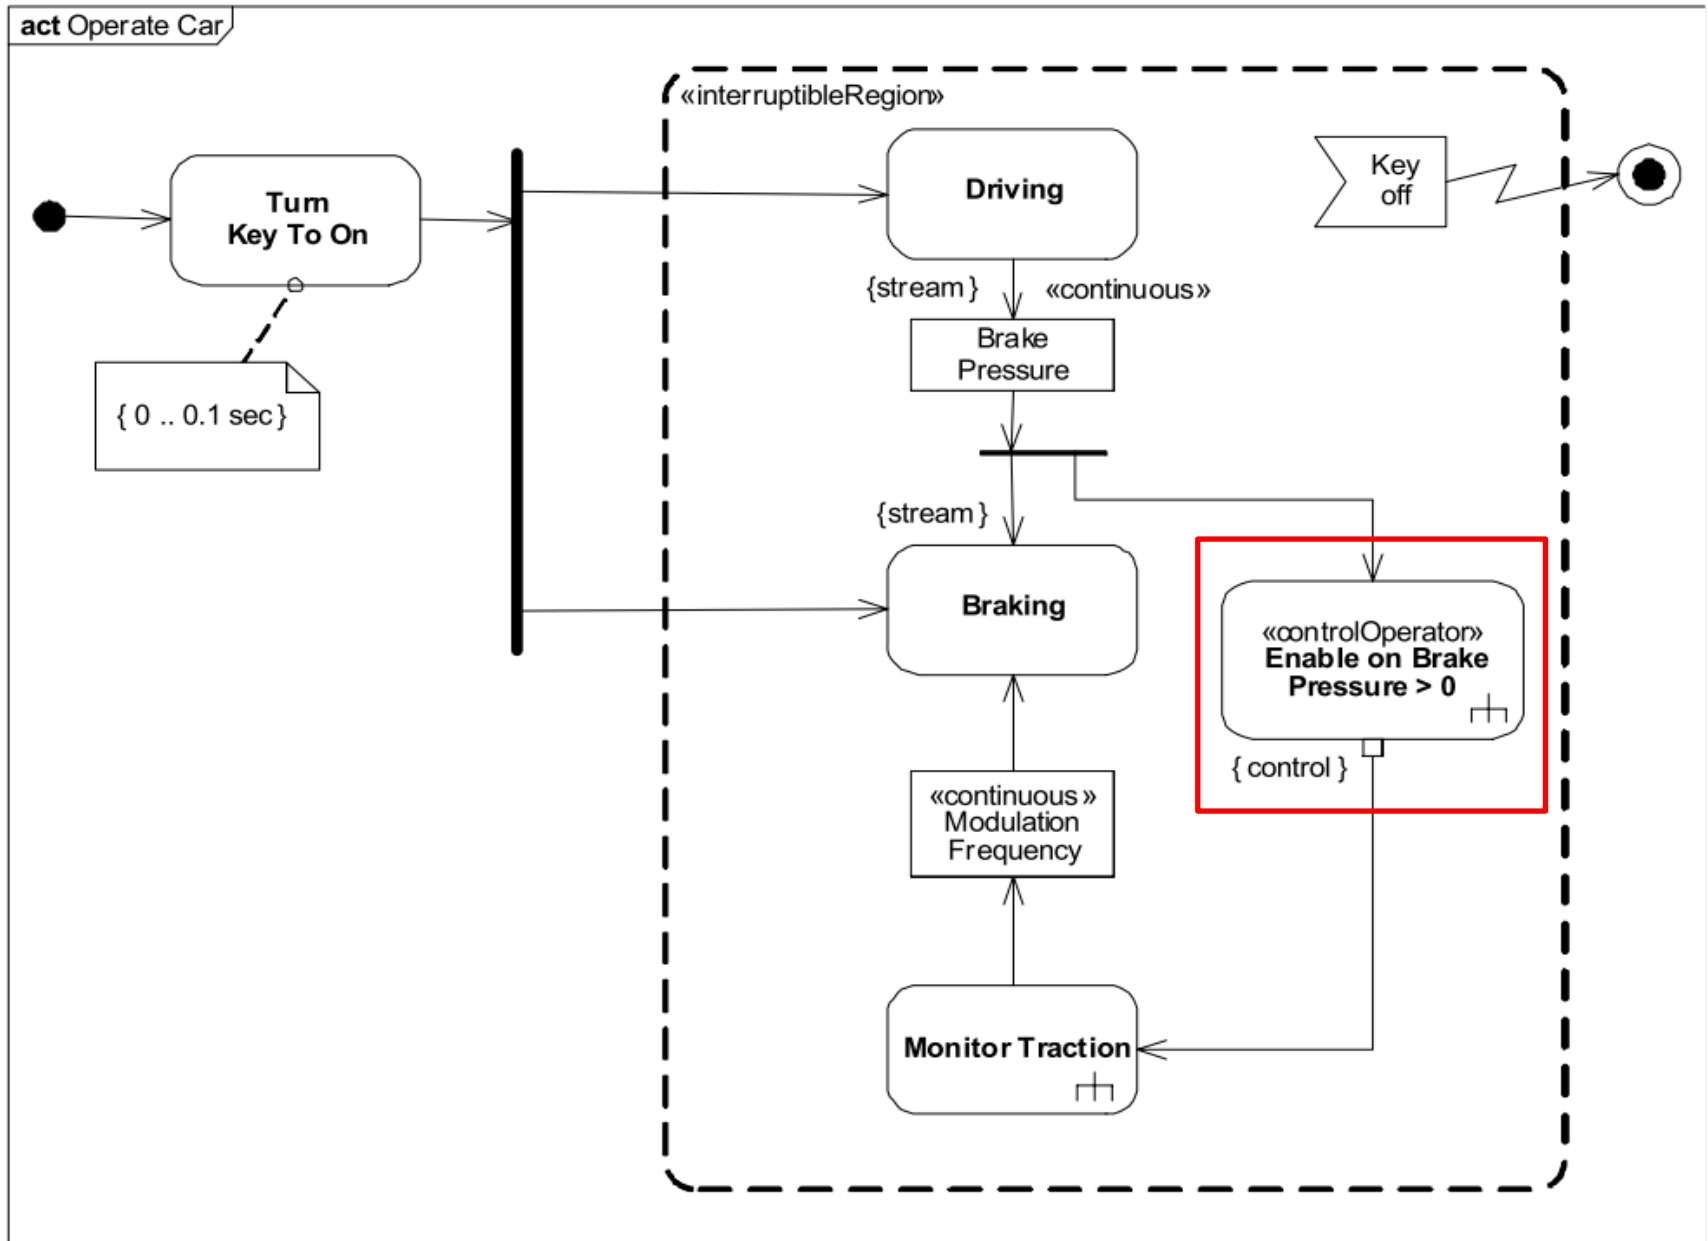 act Operate Car
«interruptibleRegion»
Turn
Key To On
Driving
Key
off
{stream}
«continuous»
Brake
Pressure
{ 0 .. 0.1 sec}
{stream}
Braking
«controlOperator»
Enable on Brake
Pressure > 0
{ control }
«continuous »
Modulation
Frequency
Monitor Traction